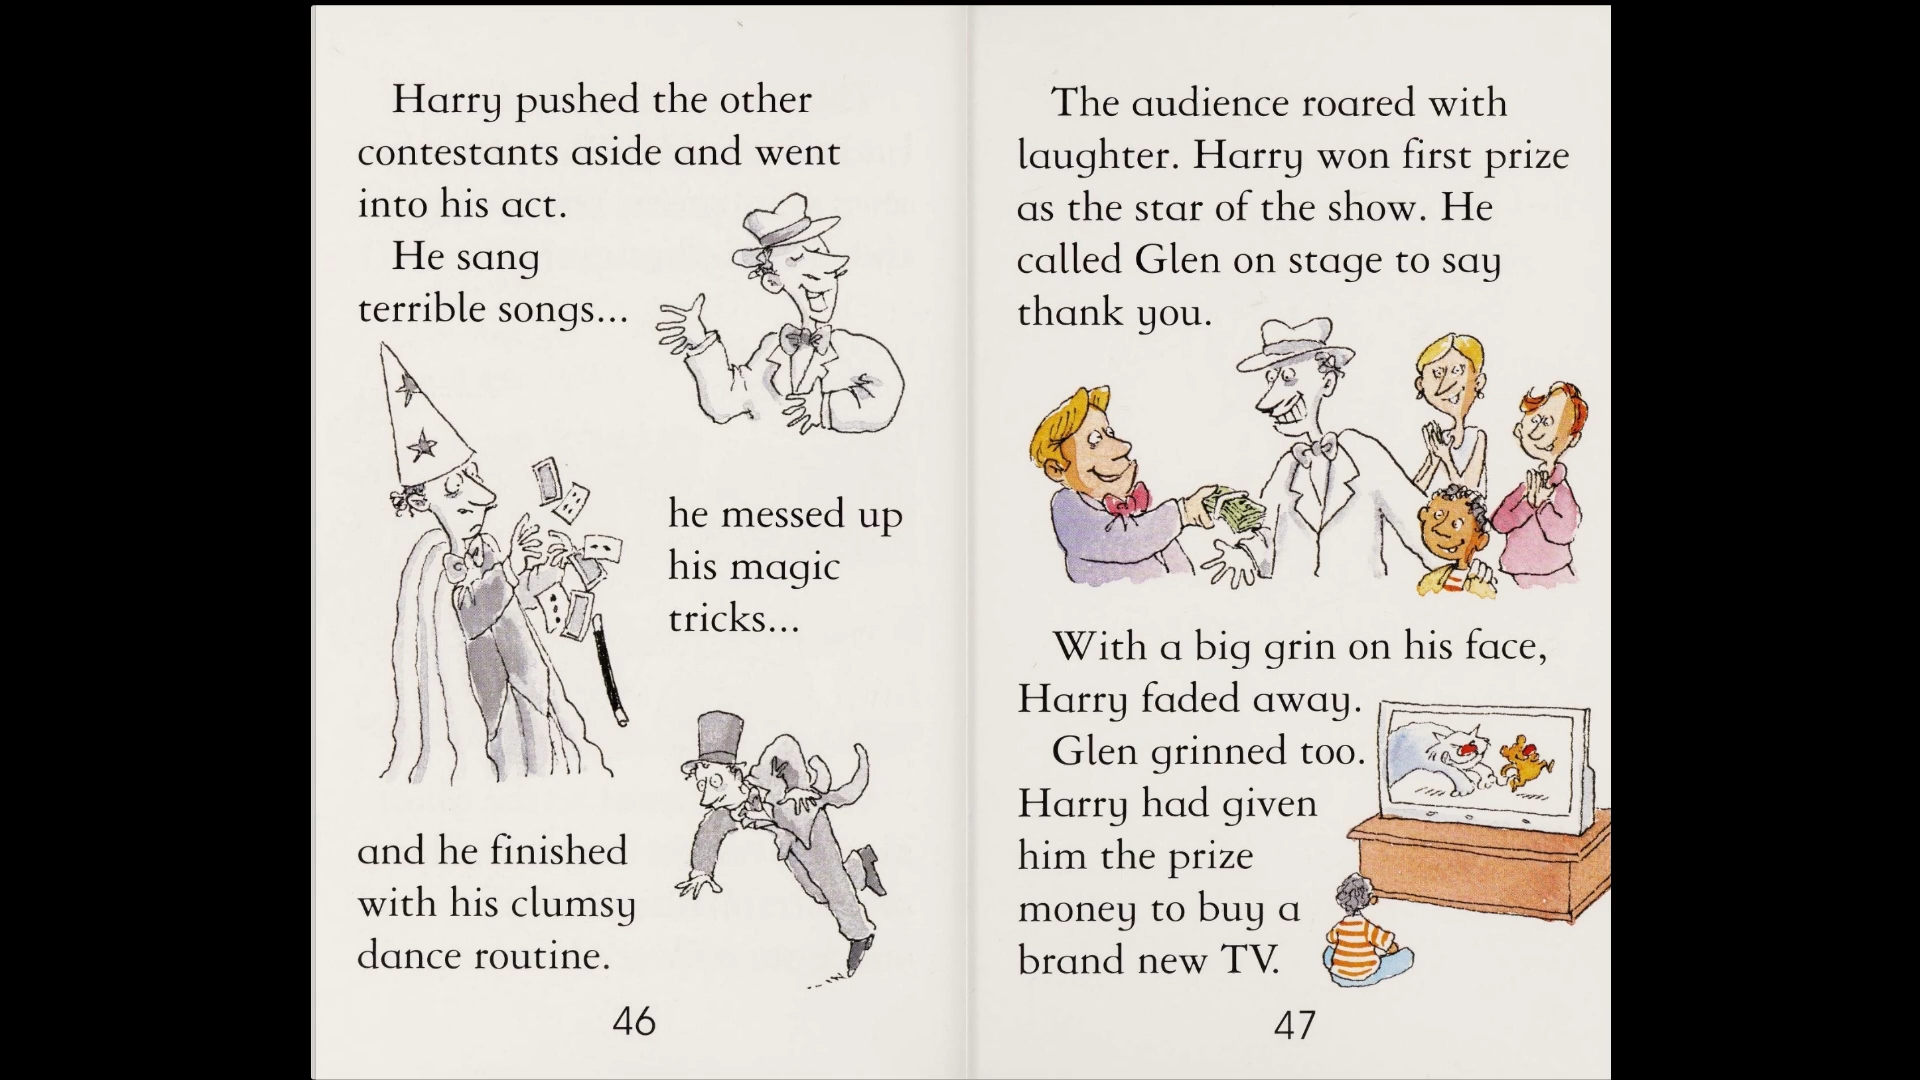 Harry pushed the other
contestants aside and went
into his act.
He sang
terrible songs...
he messed up
his magic
tricks...
and he finished
with his clumsy
dance routine.
46
The audience roared with
laughter. Harry won first prize
as the star of the show. He
called Glen on stage to say
thank you.
With a big grin on his face,
Harry faded away.
Glen grinned too.
Harry had given
him the prize
money to buy a
brand new TV.
47